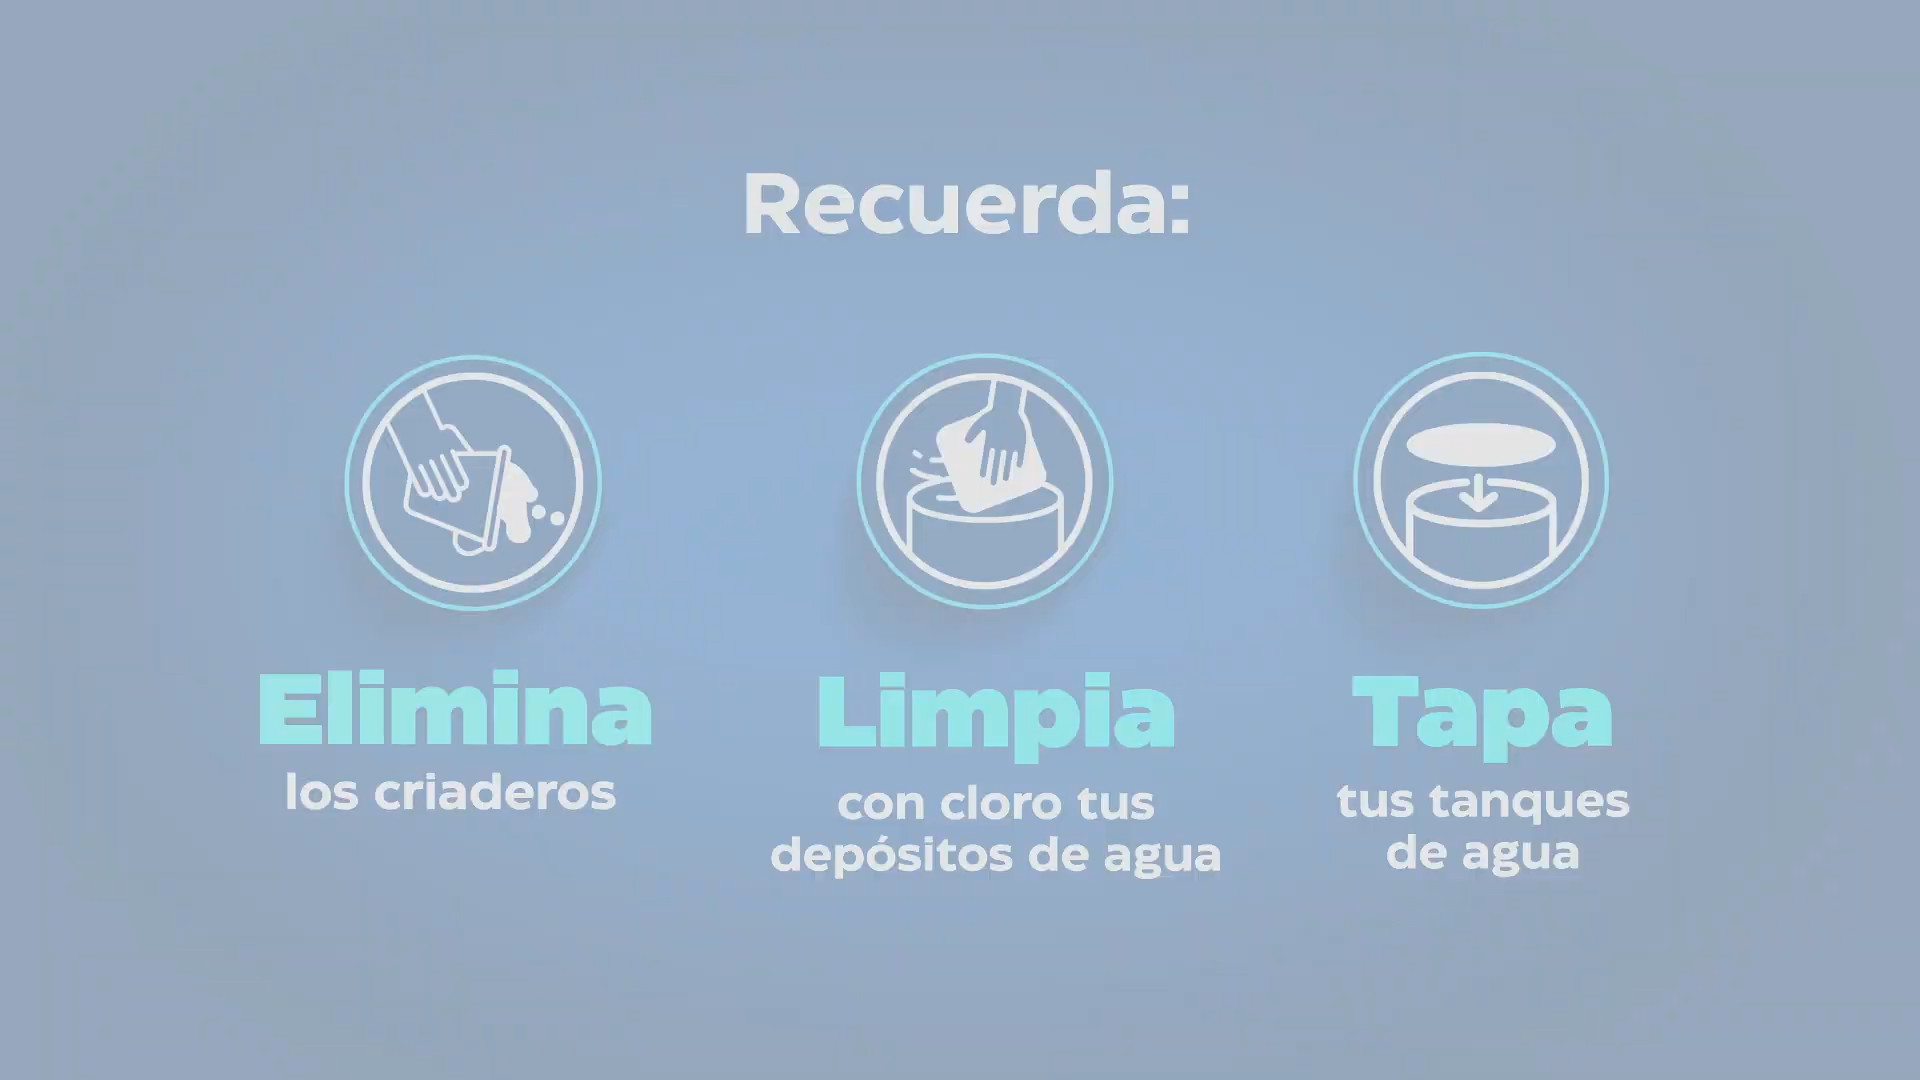 Recuerda:
Elimina
los criaderos
Limpia
con cloro tus
depósitos de agua
Tapa
tus tanques
de agua